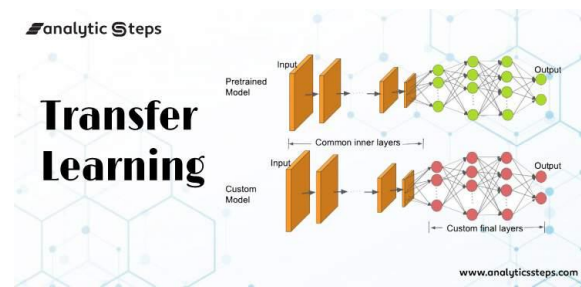 analytic Steps
Transfer
Learning
Input
Pretrained
Model
Output
Common inner layers
Input
Custom
Model
Output
Custom final layers
www.analyticssteps.com